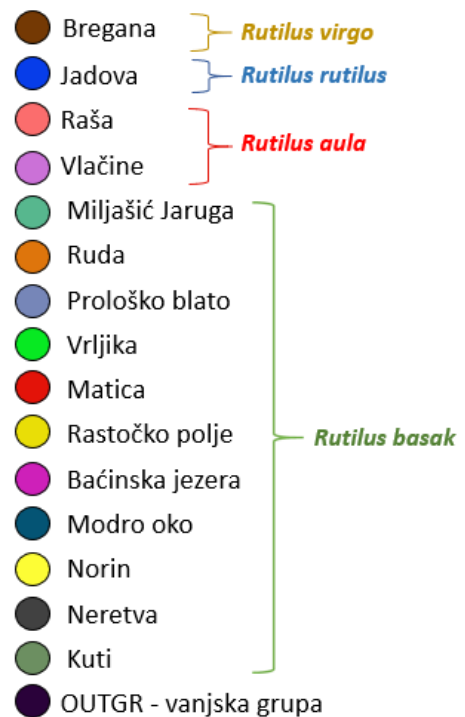 Bregana
Rutilus virgo
Jadova
Rutilus rutilus
Raša
Rutilus aula
Vlačine
Miljašić Jaruga
Ruda
Prološko blato
Vrljika
Matica
Rastočko polje
Rutilus basak
Baćinska jezera
Modro oko
Norin
Neretva
Kuti
OUTGR - vanjska grupa